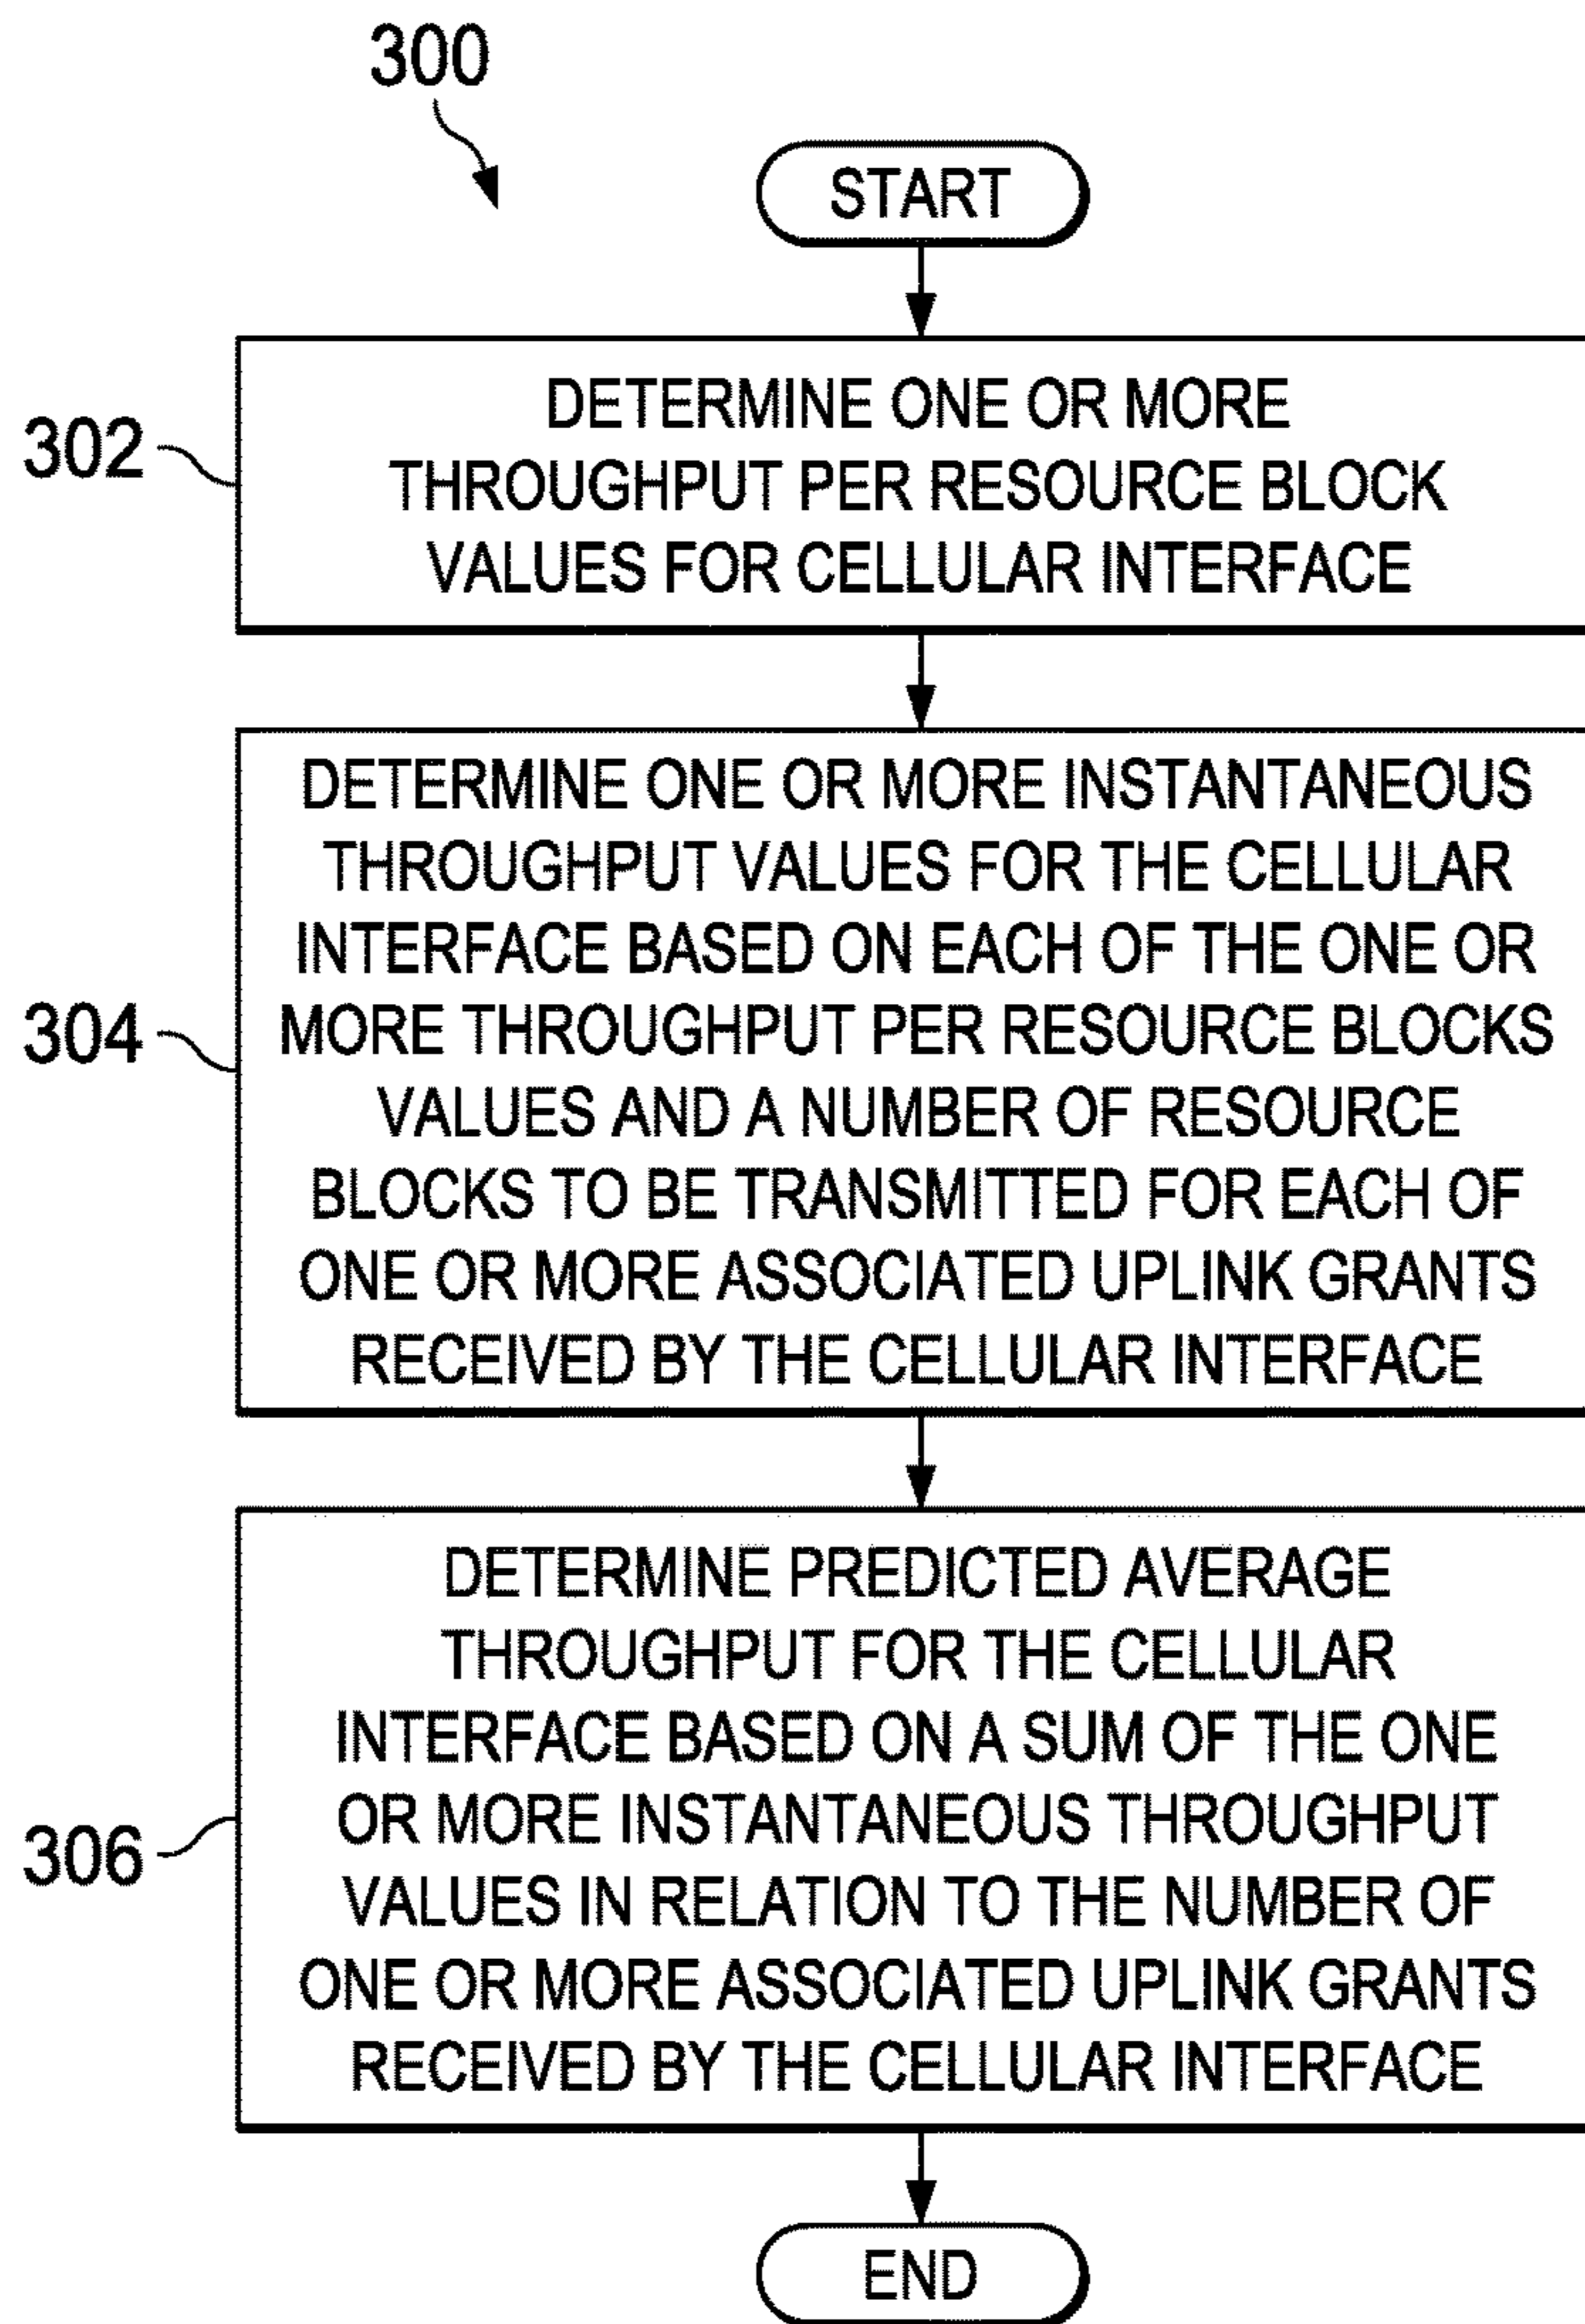 300
START
302
DETERMINE ONE OR MORE
THROUGHPUT PER RESOURCE BLOCK
VALUES FOR CELLULAR INTERFACE
304
DETERMINE ONE OR MORE INSTANTANEOUS
THROUGHPUT VALUES FOR THE CELLULAR
INTERFACE BASED ON EACH OF THE ONE OR
MORE THROUGHPUT PER RESOURCE BLOCKS
VALUES AND A NUMBER OF RESOURCE
BLOCKS TO BE TRANSMITTED FOR EACH OF
ONE OR MORE ASSOCIATED UPLINK GRANTS
RECEIVED BY THE CELLULAR INTERFACE
306
DETERMINE PREDICTED AVERAGE
THROUGHPUT FOR THE CELLULAR
INTERFACE BASED ON A SUM OF THE ONE
OR MORE INSTANTANEOUS THROUGHPUT
VALUES IN RELATION TO THE NUMBER OF
ONE OR MORE ASSOCIATED UPLINK GRANTS
RECEIVED BY THE CELLULAR INTERFACE
END